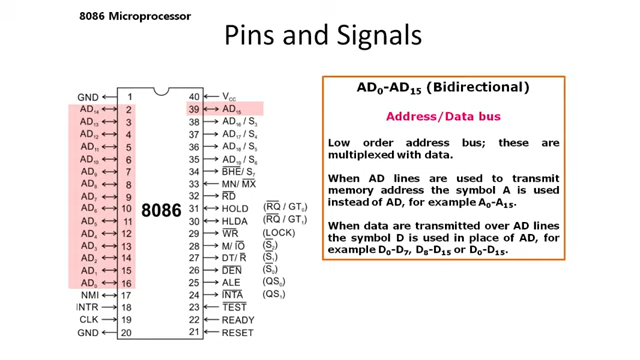 8086 Microprocessor
Pins and Signals
GND 1 40 VCC
AD14 2 39 AD15
AD13 3 38 AD16 / S3
AD12 4 37 AD17 / S4
AD11 5 36 AD18 / S5
AD10 6 35 AD19 / S6
AD9 7 34 BHE / S7
AD8 8 33 MN/ MX
AD7 9 32 RD
AD6 10 31 HOLD (RQ / GT0)
AD5 11 30 HLDA (RQ / GT1)
AD4 12 29 WR (LOCK)
AD3 13 28 M/ IO (S2)
AD2 14 27 DT/ R (S1)
AD1 15 26 DEN (S0)
AD0 16 25 ALE (QS0)
NMI 17 24 INTA (QS1)
INTR 18 23 TEST
CLK 19 22 READY
GND 20 21 RESET
8086
AD0-AD15 (Bidirectional)
Address/Data bus
Low order address bus; these are
multiplexed with data.
When AD lines are used to transmit
memory address the symbol A is used
instead of AD, for example A0-A15.
When data are transmitted over AD lines
the symbol D is used in place of AD, for
example D0-D7, D8-D15 or D0-D15.